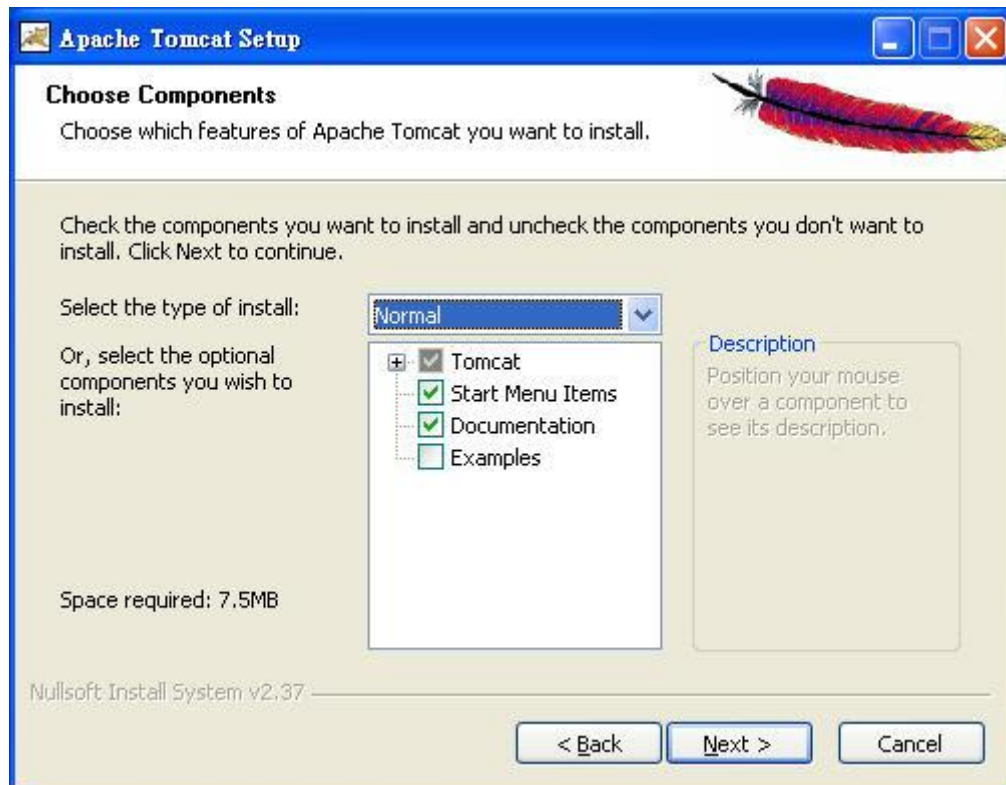 Apache Tomcat Setup
Choose Components
Choose which features of Apache Tomcat you want to install.
Check the components you want to install and uncheck the components you don't want to
install. Click Next to continue.
Select the type of install:
Normal
Or, select the optional
components you wish to
install:
Tomcat
Start Menu Items
Documentation
Examples
Description
Position your mouse
over a component to
see its description.
Space required: 7.5MB
Nullsoft Install System v2.37
< Back
Next >
Cancel